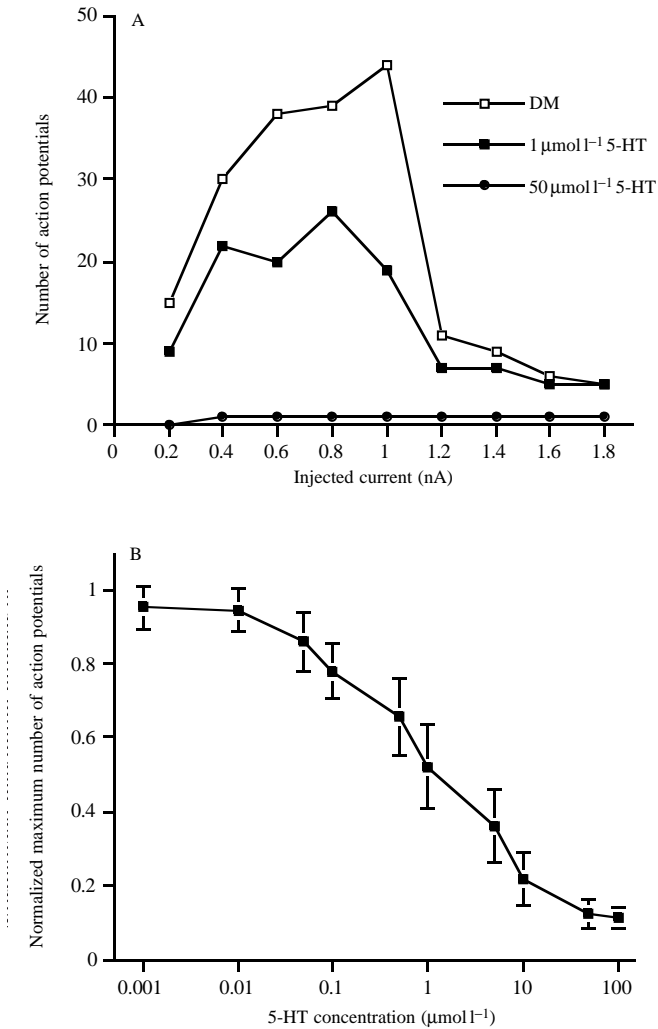 A
50
40
30
20
10
0
Number of action potentials
DM
1 μmol l⁻¹ 5-HT
50 μmol l⁻¹ 5-HT
0 0.2 0.4 0.6 0.8 1 1.2 1.4 1.6 1.8
Injected current (nA)
B
1
0.8
0.6
0.4
0.2
0
Normalized maximum number of action potentials
0.001 0.01 0.1 1 10 100
5-HT concentration (μmol l⁻¹)